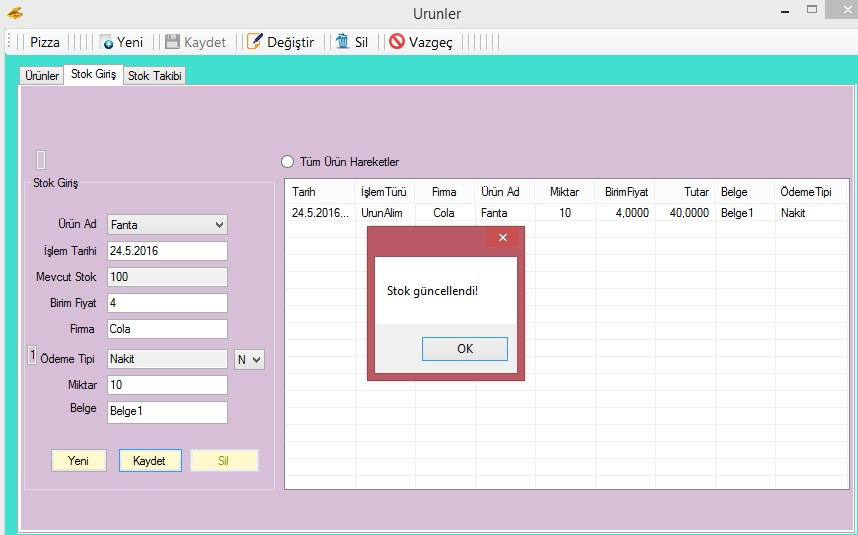 Urunler
Pizza Yeni Kaydet Değiştir Sil Vazgeç
Ürünler Stok Giriş Stok Takibi
Tüm Ürün Hareketler
Stok Giriş
Ürün Ad Fanta
İşlem Tarihi 24.5.2016
Mevcut Stok 100
Birim Fiyat 4
Firma Cola
1 Ödeme Tipi Nakit N
Miktar 10
Belge Belge1
Yeni Kaydet Sil
Tarih İşlemTürü Firma Ürün Ad Miktar BirimFiyat Tutar Belge ÖdemeTipi
24.5.2016... UrunAlim Cola Fanta 10 4,0000 40,0000 Belge1 Nakit
Stok güncellendi!
OK